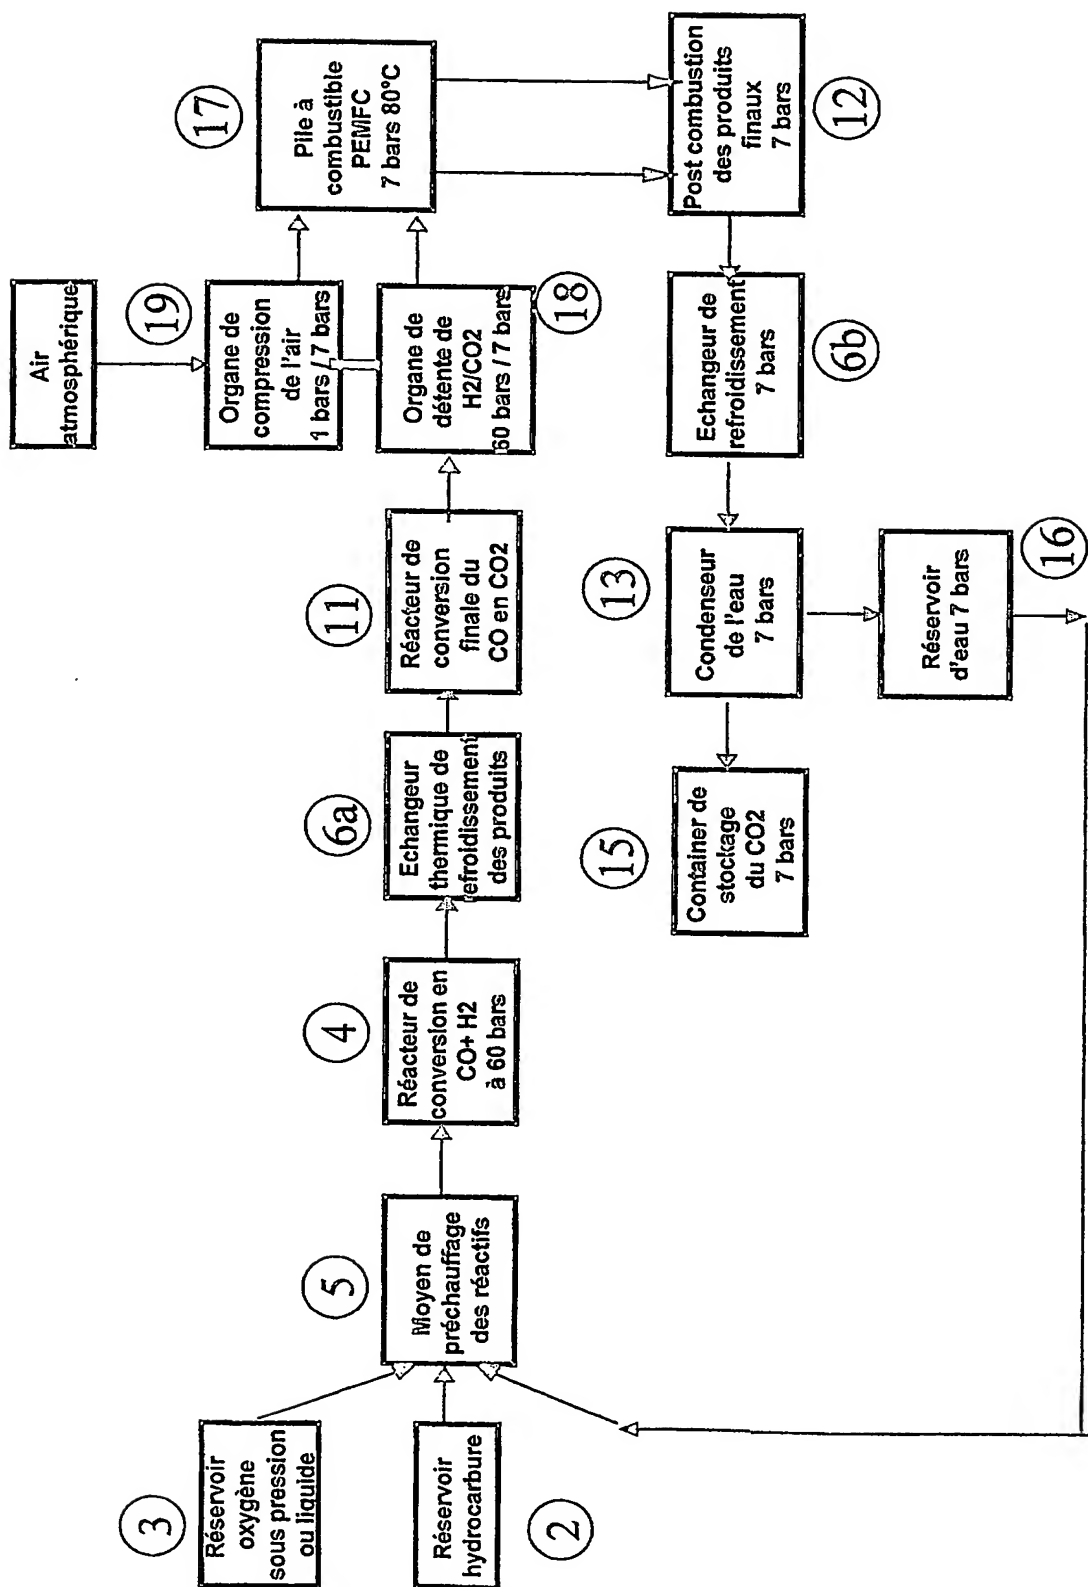 3
Réservoir
oxygène
sous pression
ou liquide
2
Réservoir
hydrocarbure
5
Moyen de
préchauffage
des réactifs
4
Réacteur de
conversion en
CO+ H2
à 60 bars
6a
Echangeur
thermique de
efroidissement
des produits
11
Réacteur de
conversion
finale du
CO en CO2
Air
atmosphérique
19
Organe de
compression
de l'air
1 bars / 7 bars
Organe de
détente de
H2/CO2
60 bars / 7 bars
18
17
Pile à
combustible
PEMFC
7 bars 80°C
Post combustion
des produits
finaux
7 bars
12
Echangeur de
refroidissement
7 bars
6b
13
Condenseur
de l'eau
7 bars
15
Container de
stockage
du CO2
7 bars
Réservoir
d'eau 7 bars
16